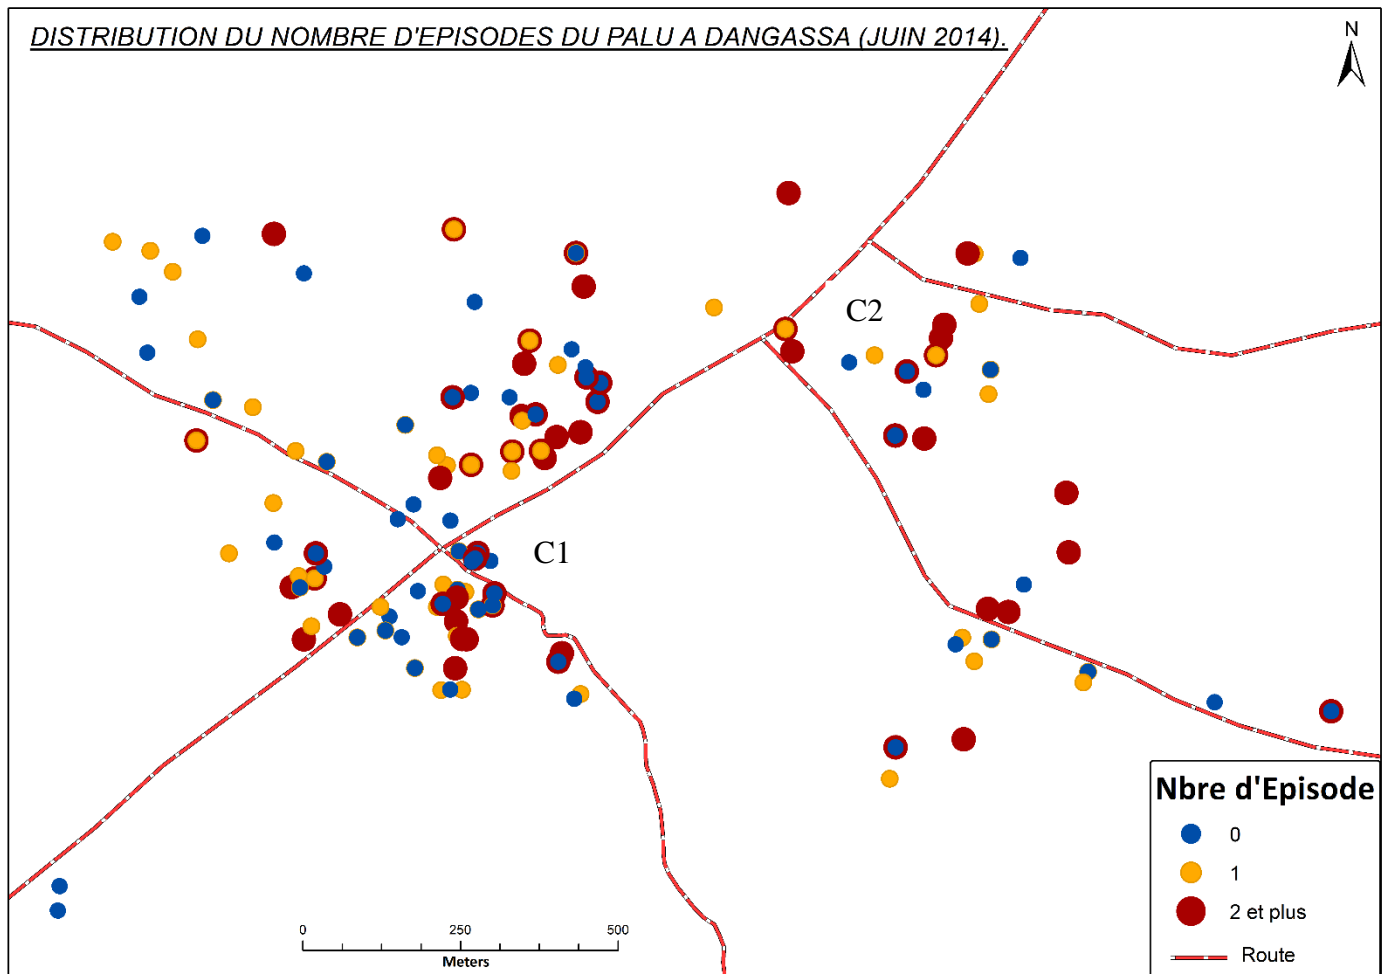 DISTRIBUTION DU NOMBRE D'EPISODES DU PALU A DANGASSA (JUIN 2014).
N
C2
C1
Nbre d'Episode
0
1
2 et plus
Route
0 250 500
Meters